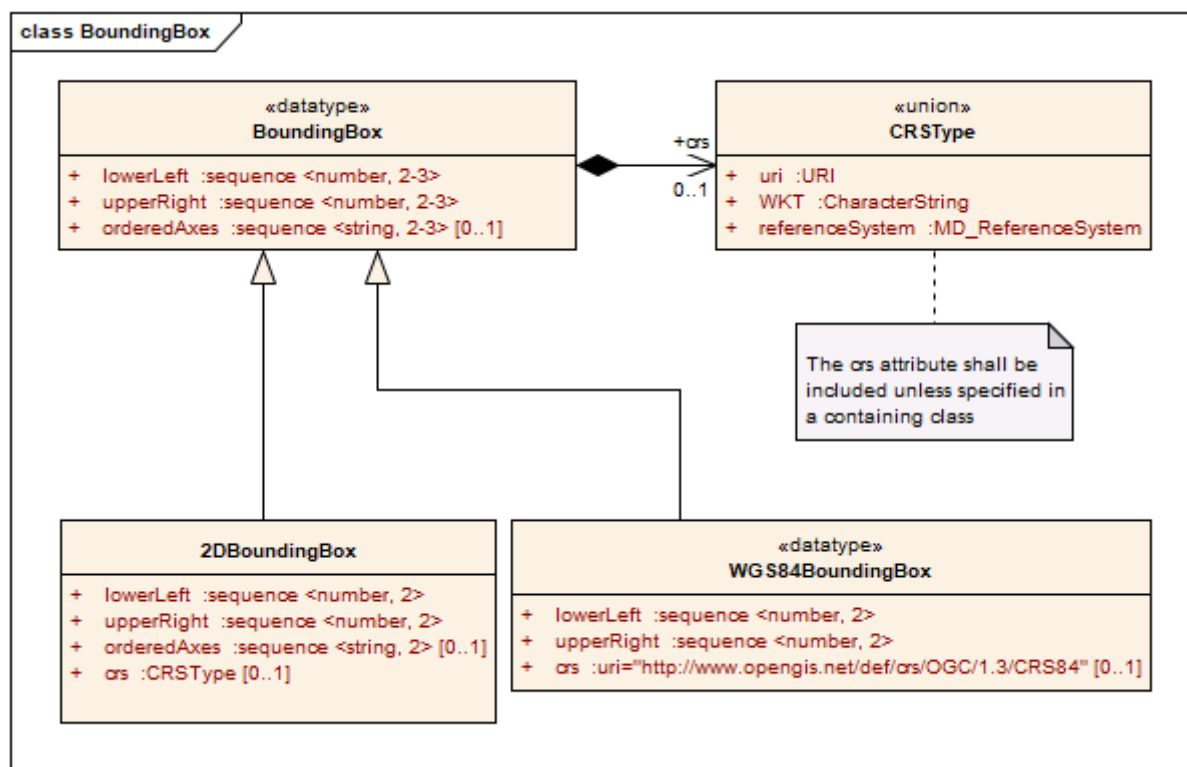 class BoundingBox
«datatype»
BoundingBox
+ lowerLeft :sequence <number, 2-3>
+ upperRight :sequence <number, 2-3>
+ orderedAxes :sequence <string, 2-3> [0..1]
+crs
0..1
«union»
CRSType
+ uri :URI
+ WKT :CharacterString
+ referenceSystem :MD_ReferenceSystem
The crs attribute shall be
included unless specified in
a containing class
2DBoundingBox
+ lowerLeft :sequence <number, 2>
+ upperRight :sequence <number, 2>
+ orderedAxes :sequence <string, 2> [0..1]
+ crs :CRSType [0..1]
«datatype»
WGS84BoundingBox
+ lowerLeft :sequence <number, 2>
+ upperRight :sequence <number, 2>
+ crs :uri="http://www.opengis.net/def/crs/OGC/1.3/CRS84" [0..1]